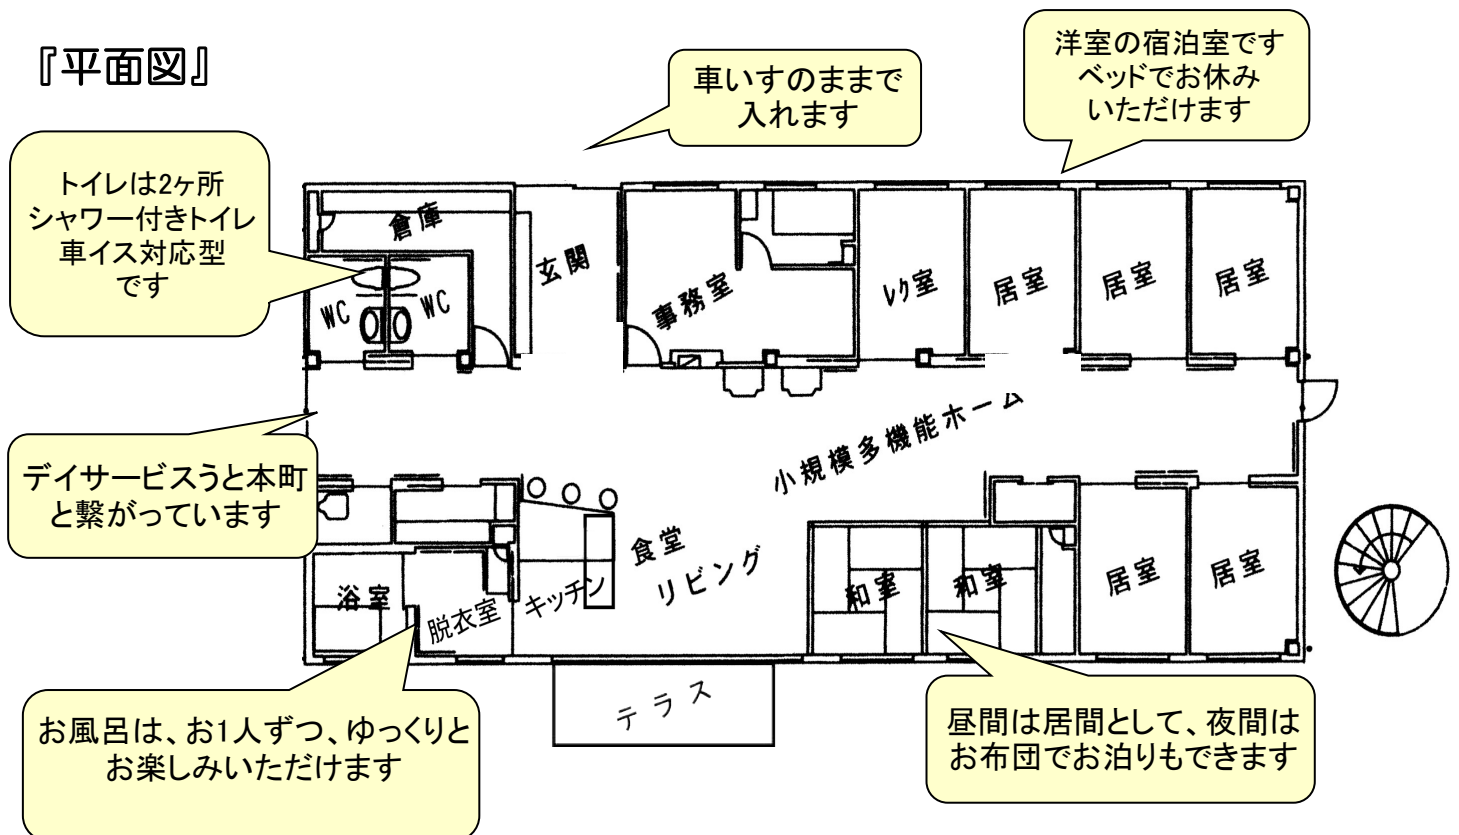 『平面図』
車いすのままで
入れます
洋室の宿泊室です
ベッドでお休み
いただけます
トイレは2ヶ所
シャワー付きトイレ
車イス対応型
です
倉庫
玄関
WC
WC
事務室
レク室
居室
居室
居室
デイサービスうと本町
と繋がっています
小規模多機能ホーム
食堂
リビング
キッチン
浴室
脱衣室
和室
和室
居室
居室
テラス
お風呂は、お1人ずつ、ゆっくりと
お楽しみいただけます
昼間は居間として、夜間は
お布団でお泊りもできます